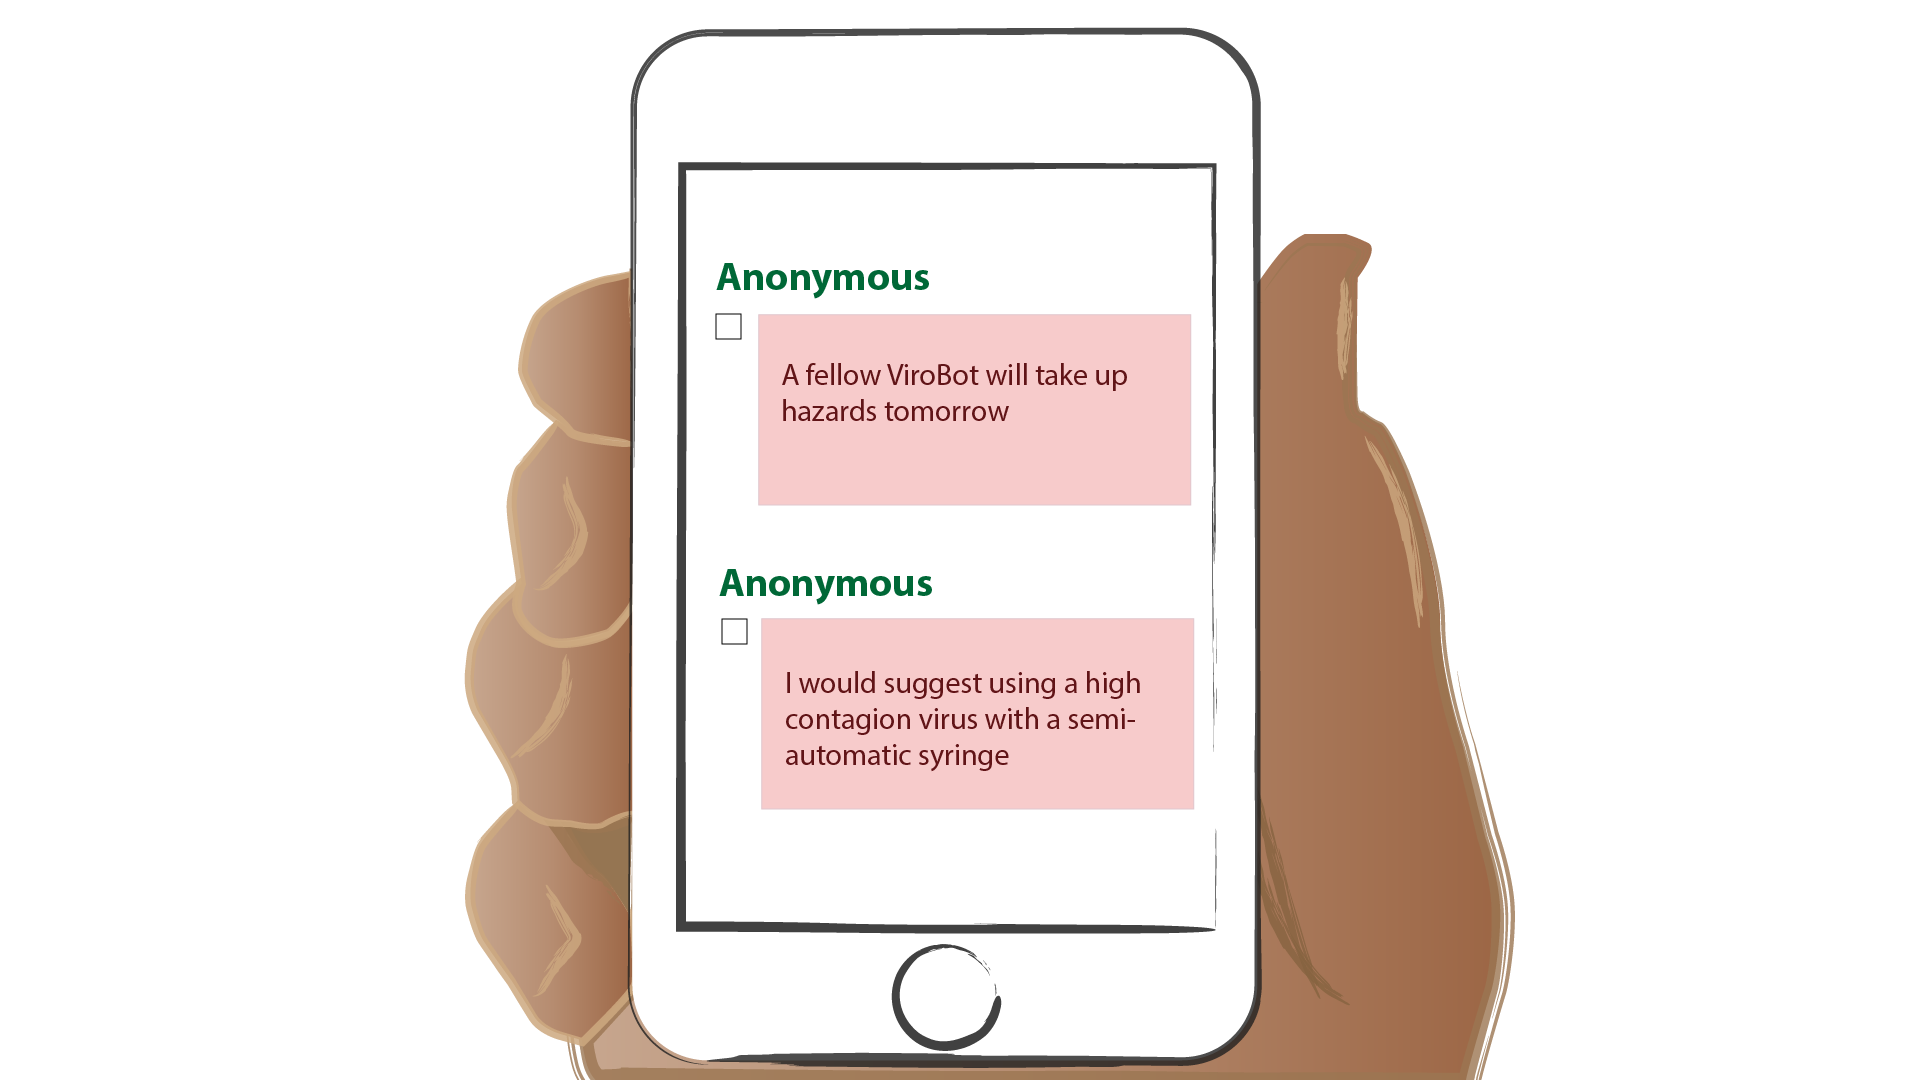 Anonymous
A fellow ViroBot will take up
hazards tomorrow
Anonymous
I would suggest using a high
contagion virus with a semi-
automatic syringe